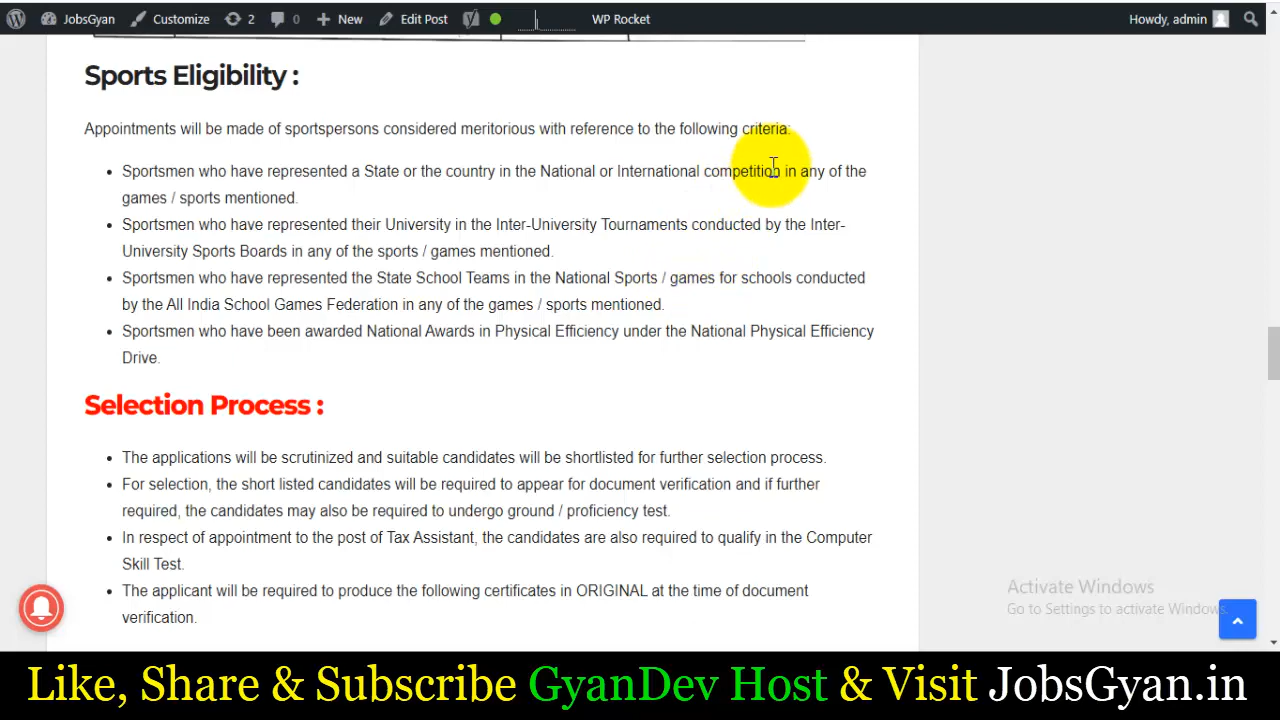 JobsGyan Customize 2 0 New Edit Post WP Rocket Howdy, admin
Sports Eligibility :
Appointments will be made of sportspersons considered meritorious with reference to the following criteria:
Sportsmen who have represented a State or the country in the National or International competition in any of the
games / sports mentioned.
Sportsmen who have represented their University in the Inter-University Tournaments conducted by the Inter-
University Sports Boards in any of the sports / games mentioned.
Sportsmen who have represented the State School Teams in the National Sports / games for schools conducted
by the All India School Games Federation in any of the games / sports mentioned.
Sportsmen who have been awarded National Awards in Physical Efficiency under the National Physical Efficiency
Drive.
Selection Process :
The applications will be scrutinized and suitable candidates will be shortlisted for further selection process.
For selection, the short listed candidates will be required to appear for document verification and if further
required, the candidates may also be required to undergo ground / proficiency test.
In respect of appointment to the post of Tax Assistant, the candidates are also required to qualify in the Computer
Skill Test.
The applicant will be required to produce the following certificates in ORIGINAL at the time of document
verification.
Activate Windows
Go to Settings to activate Windows.
Like, Share & Subscribe GyanDev Host & Visit JobsGyan.in